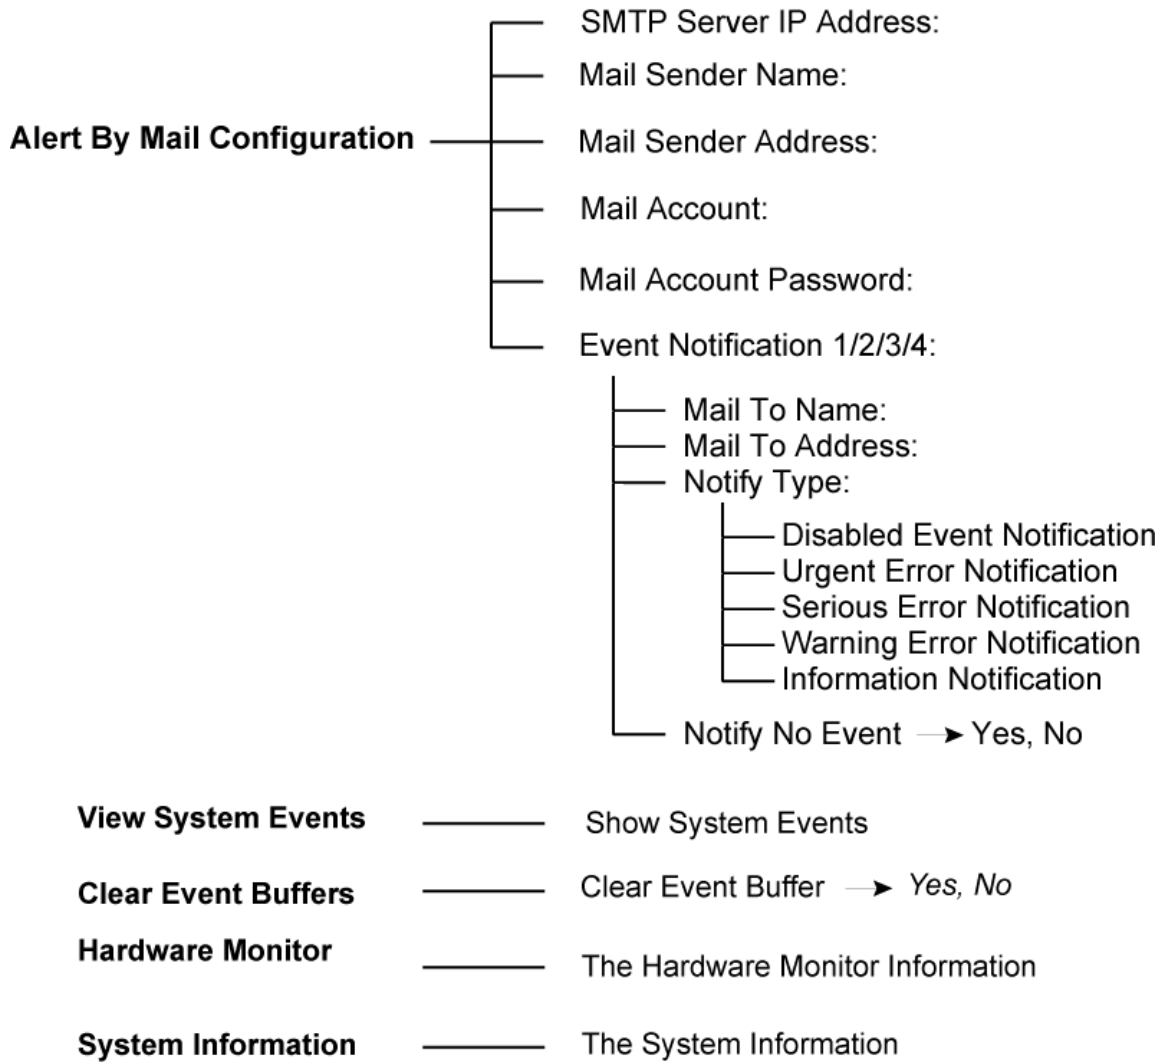 SMTP Server IP Address:
Mail Sender Name:
Alert By Mail Configuration
Mail Sender Address:
Mail Account:
Mail Account Password:
Event Notification 1/2/3/4:
Mail To Name:
Mail To Address:
Notify Type:
Disabled Event Notification
Urgent Error Notification
Serious Error Notification
Warning Error Notification
Information Notification
Notify No Event Yes, No
View System Events Show System Events
Clear Event Buffers Clear Event Buffer Yes, No
Hardware Monitor The Hardware Monitor Information
System Information The System Information